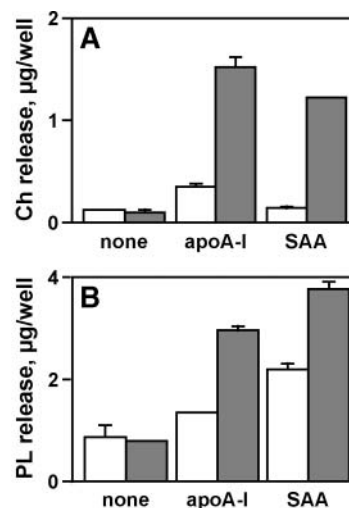 A
Ch release, µg/well
2
1
0
none apoA-I SAA
B
PL release, µg/well
4
2
0
none apoA-I SAA